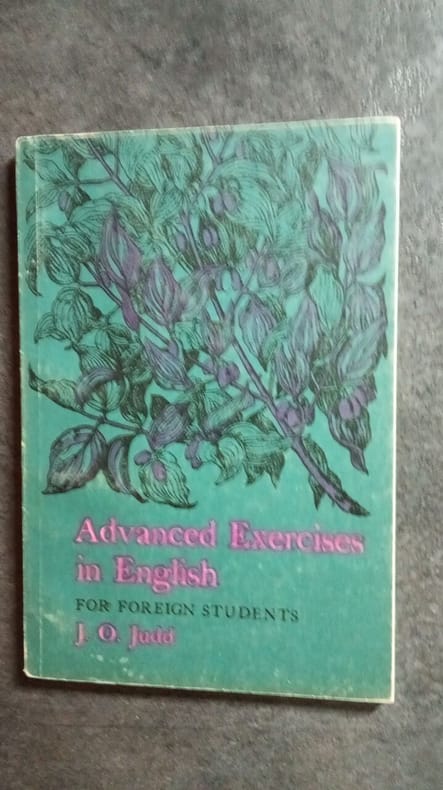 Advanced Exercises
in English
FOR FOREIGN STUDENTS
J. O. Judd